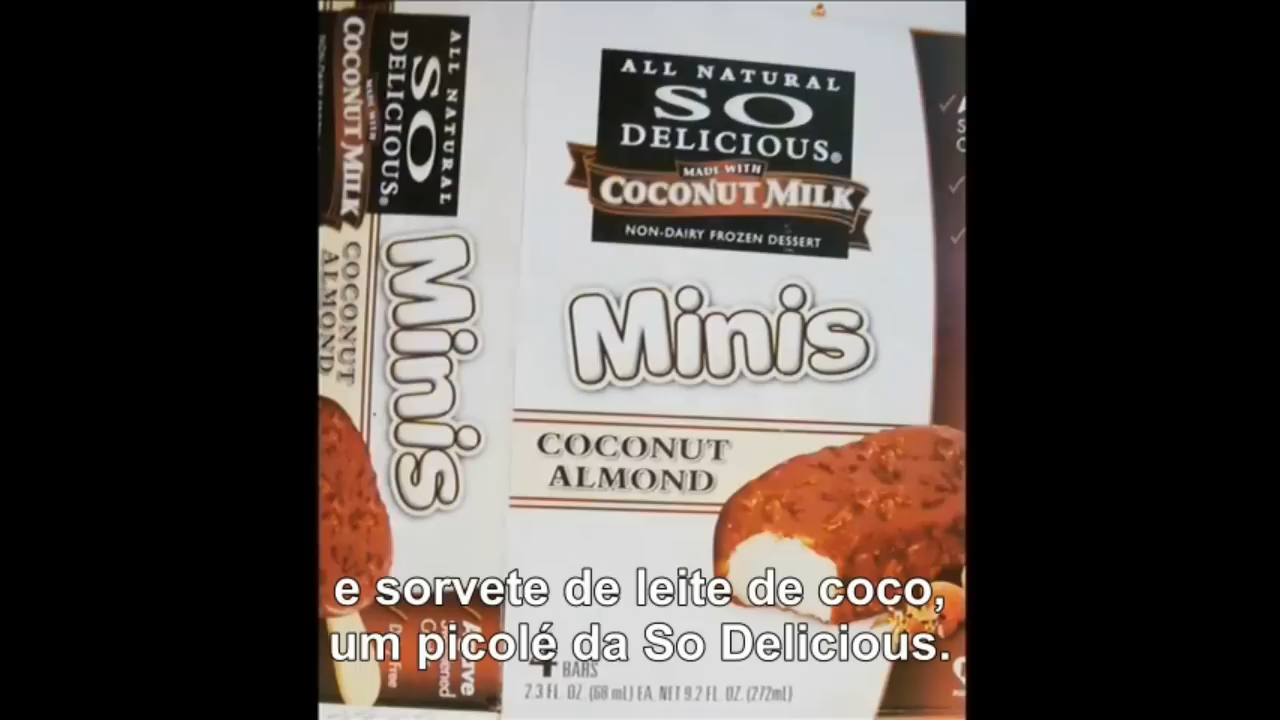 ALL NATURAL
SO
DELICIOUS®
MADE WITH
COCONUT MILK
COCONUT
ALMOND
Minis
ALL NATURAL
SO
DELICIOUS®
MADE WITH
COCONUT MILK
NON-DAIRY FROZEN DESSERT
Minis
COCONUT
ALMOND
e sorvete de leite de coco,
um picolé da So Delicious.
4 BARS
2.3 FL. OZ. (68 mL) EA. NET 9.2 FL. OZ. (272mL)